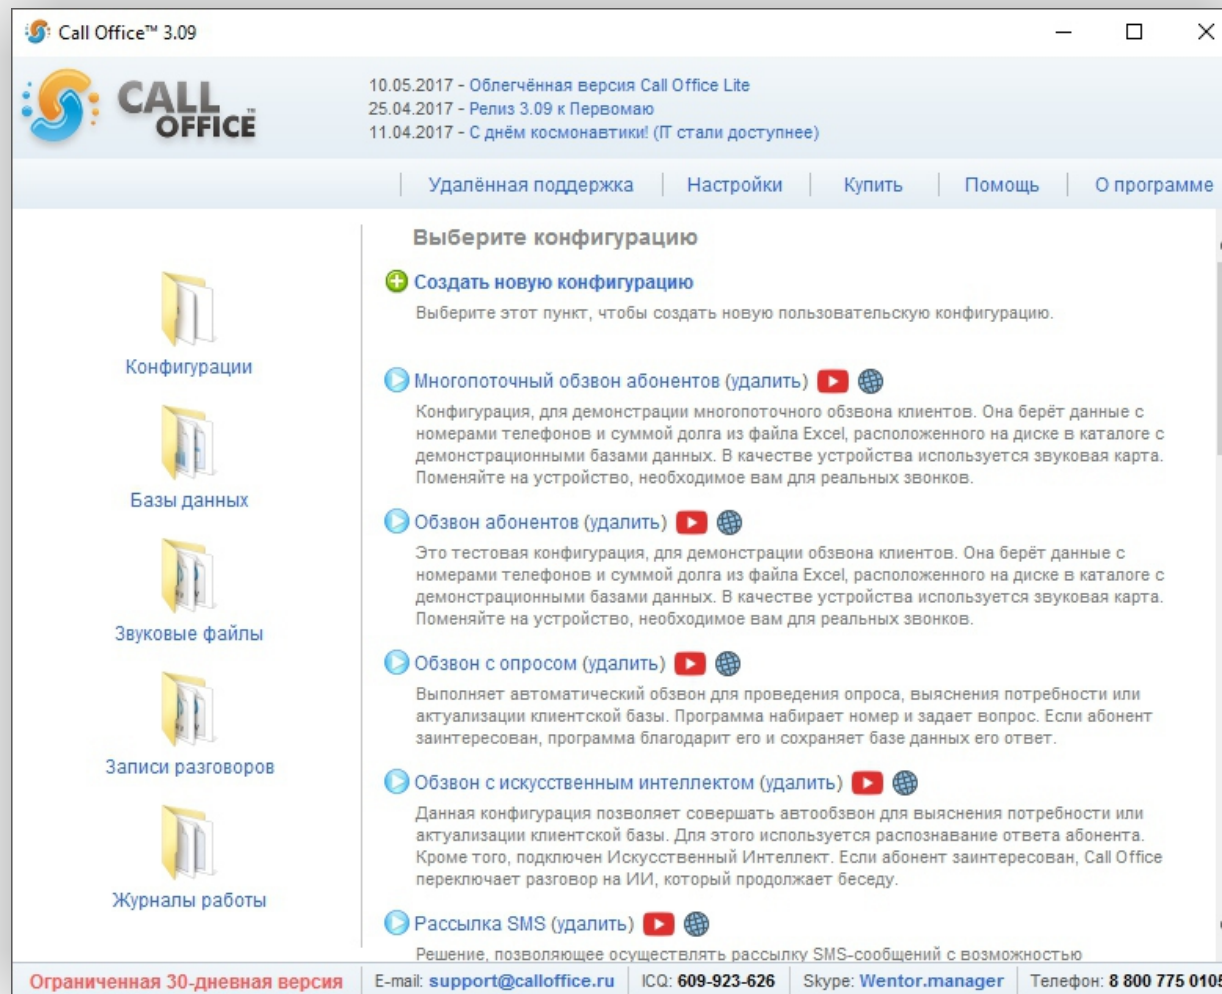 Call Office™ 3.09
CALL
OFFICE™
10.05.2017 - Облегчённая версия Call Office Lite
25.04.2017 - Релиз 3.09 к Первомаю
11.04.2017 - С днём космонавтики! (IT стали доступнее)
Удалённая поддержка
Настройки
Купить
Помощь
О программе
Конфигурации
Базы данных
Звуковые файлы
Записи разговоров
Журналы работы
Выберите конфигурацию
Создать новую конфигурацию
Выберите этот пункт, чтобы создать новую пользовательскую конфигурацию.
Многопоточный обзвон абонентов (удалить)
Конфигурация, для демонстрации многопоточного обзвона клиентов. Она берёт данные с
номерами телефонов и суммой долга из файла Excel, расположенного на диске в каталоге с
демонстрационными базами данных. В качестве устройства используется звуковая карта.
Поменяйте на устройство, необходимое вам для реальных звонков.
Обзвон абонентов (удалить)
Это тестовая конфигурация, для демонстрации обзвона клиентов. Она берёт данные с
номерами телефонов и суммой долга из файла Excel, расположенного на диске в каталоге с
демонстрационными базами данных. В качестве устройства используется звуковая карта.
Поменяйте на устройство, необходимое вам для реальных звонков.
Обзвон с опросом (удалить)
Выполняет автоматический обзвон для проведения опроса, выяснения потребности или
актуализации клиентской базы. Программа набирает номер и задает вопрос. Если абонент
заинтересован, программа благодарит его и сохраняет базе данных его ответ.
Обзвон с искусственным интеллектом (удалить)
Данная конфигурация позволяет совершать автообзвон для выяснения потребности или
актуализации клиентской базы. Для этого используется распознавание ответа абонента.
Кроме того, подключен Искусственный Интеллект. Если абонент заинтересован, Call Office
переключает разговор на ИИ, который продолжает беседу.
Рассылка SMS (удалить)
Решение, позволяющее осуществлять рассылку SMS-сообщений с возможностью
Ограниченная 30-дневная версия
E-mail: support@calloffice.ru
ICQ: 609-923-626
Skype: Wentor.manager
Телефон: 8 800 775 0105